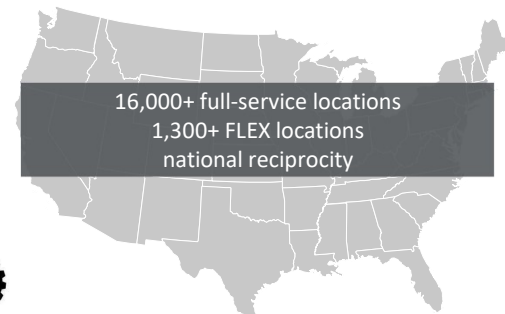 16,000+ full-service locations
1,300+ FLEX locations
national reciprocity